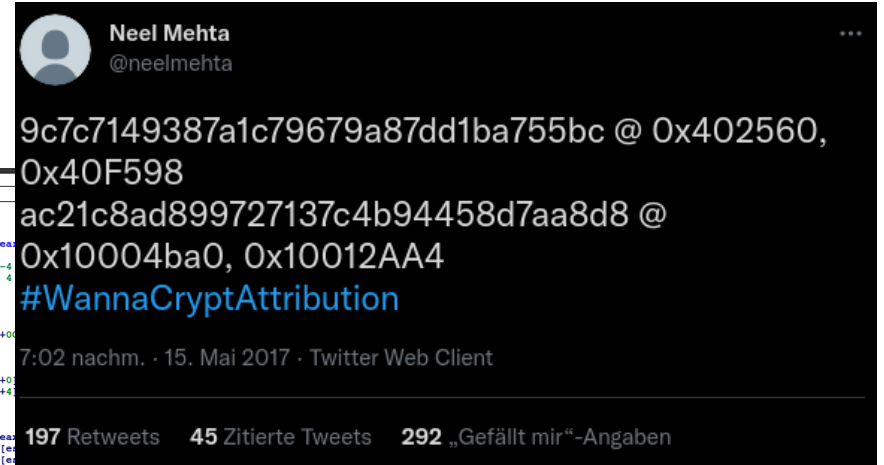 Neel Mehta
@neelmehta
9c7c7149387a1c79679a87dd1ba755bc @ 0x402560,
0x40F598
ac21c8ad899727137c4b94458d7aa8d8 @
0x10004ba0, 0x10012AA4
#WannaCryptAttribution
7:02 nachm. · 15. Mai 2017 · Twitter Web Client
197 Retweets 45 Zitierte Tweets 292 „Gefällt mir“-Angaben